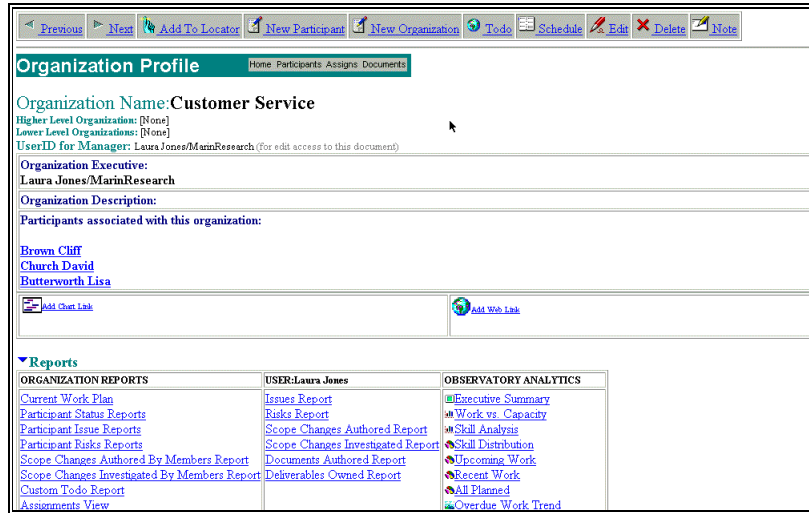 Previous Next Add To Locator New Participant New Organization Todo Schedule Edit Delete Note
Organization Profile Home Participants Assigns Documents
Organization Name:Customer Service
Higher Level Organization: [None]
Lower Level Organizations: [None]
UserID for Manager: Laura Jones/MarinResearch (for edit access to this document)
Organization Executive:
Laura Jones/MarinResearch
Organization Description:
Participants associated with this organization:
Brown Cliff
Church David
Butterworth Lisa
Add Chart Link Add Web Link
Reports
ORGANIZATION REPORTS USER:Laura Jones OBSERVATORY ANALYTICS
Current Work Plan Issues Report Executive Summary
Participant Status Reports Risks Report Work vs. Capacity
Participant Issue Reports Scope Changes Authored Report Skill Analysis
Participant Risks Reports Scope Changes Investigated Report Skill Distribution
Scope Changes Authored By Members Report Documents Authored Report Upcoming Work
Scope Changes Investigated By Members Report Deliverables Owned Report Recent Work
Custom Todo Report All Planned
Assignments View Overdue Work Trend